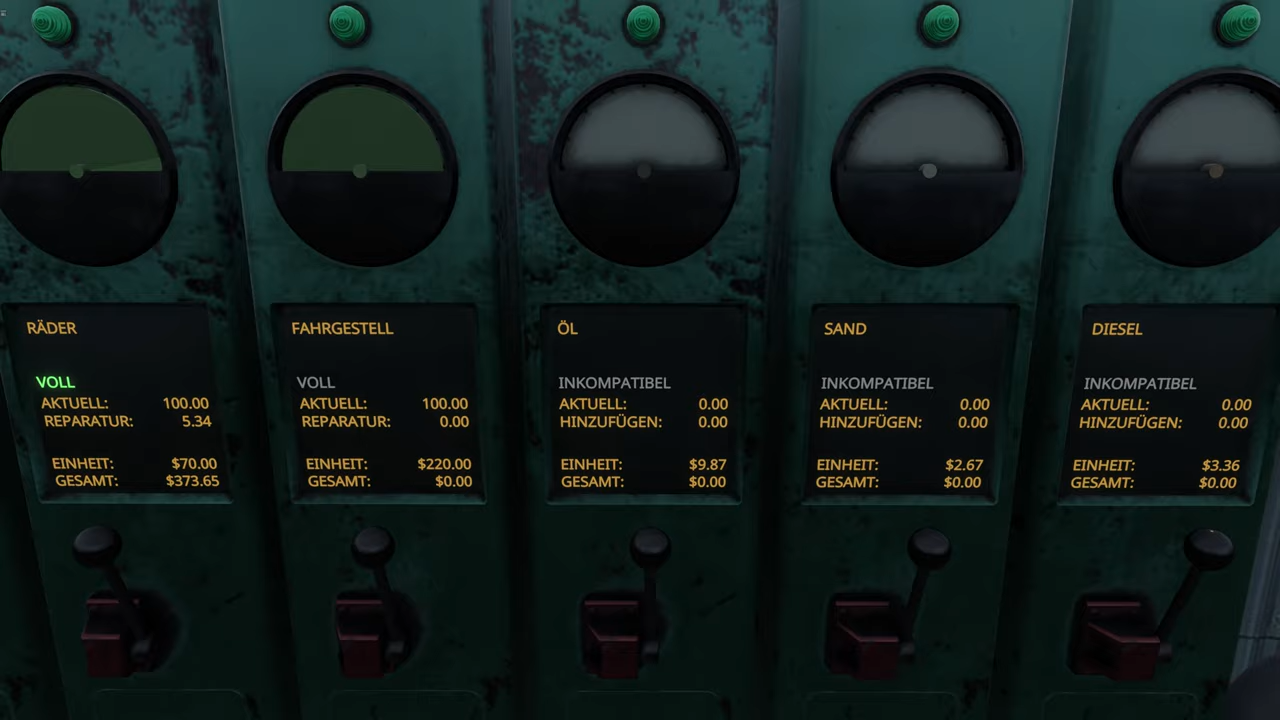 RÄDER
VOLL
AKTUELL: 100.00
REPARATUR: 5.34
EINHEIT: $70.00
GESAMT: $373.65
FAHRGESTELL
VOLL
AKTUELL: 100.00
REPARATUR: 0.00
EINHEIT: $220.00
GESAMT: $0.00
ÖL
INKOMPATIBEL
AKTUELL: 0.00
HINZUFÜGEN: 0.00
EINHEIT: $9.87
GESAMT: $0.00
SAND
INKOMPATIBEL
AKTUELL: 0.00
HINZUFÜGEN: 0.00
EINHEIT: $2.67
GESAMT: $0.00
DIESEL
INKOMPATIBEL
AKTUELL: 0.00
HINZUFÜGEN: 0.00
EINHEIT: $3.36
GESAMT: $0.00